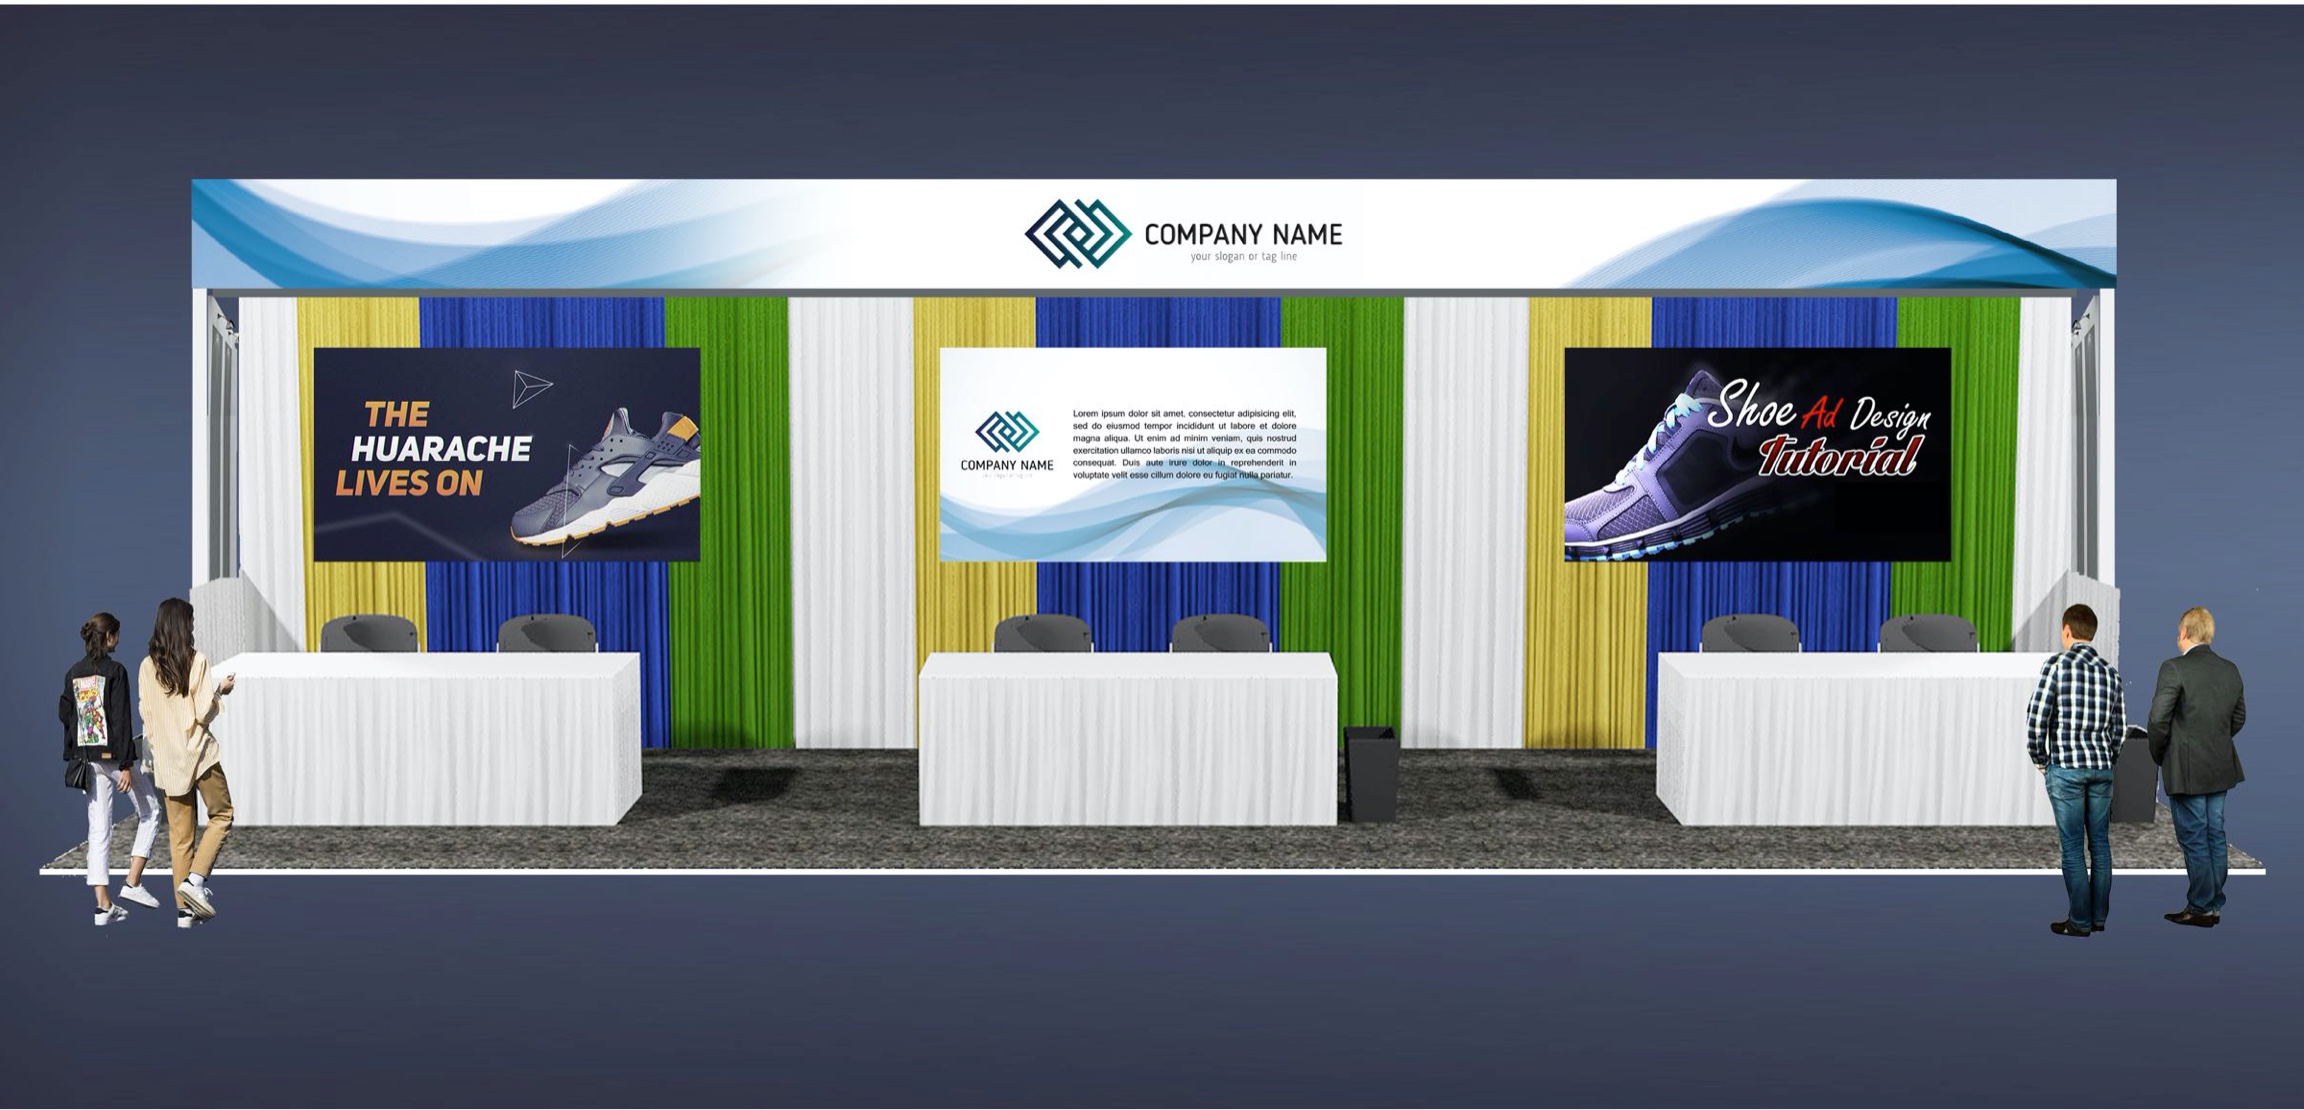 COMPANY NAME
your slogan or tag line
THE
HUARACHE
LIVES ON
COMPANY NAME
Lorem ipsum dolor sit amet, consectetur adipisicing elit,
sed do eiusmod tempor incididunt ut labore et dolore
magna aliqua. Ut enim ad minim veniam, quis nostrud
exercitation ullamco laboris nisi ut aliquip ex ea commodo
consequat. Duis aute irure dolor in reprehenderit in
voluptate velit esse cillum dolore eu fugiat nulla pariatur.
Shoe Ad Design
Tutorial